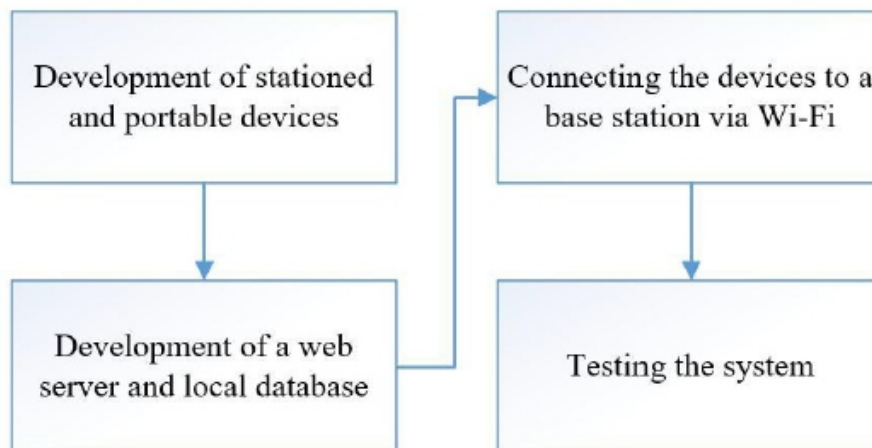 Development of stationed
and portable devices
Development of a web
server and local database
Connecting the devices to a
base station via Wi-Fi
Testing the system